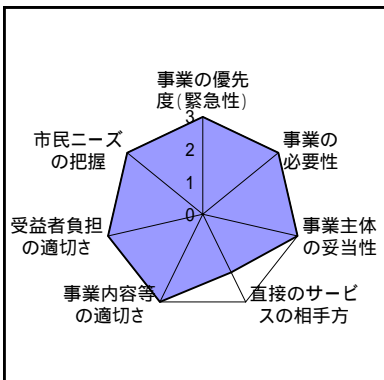 事業の優先
度(緊急性)
事業の
必要性
事業主体
の妥当性
直接のサービ
スの相手方
事業内容等
の適切さ
受益者負担
の適切さ
市民ニーズ
の把握
3
2
1
0